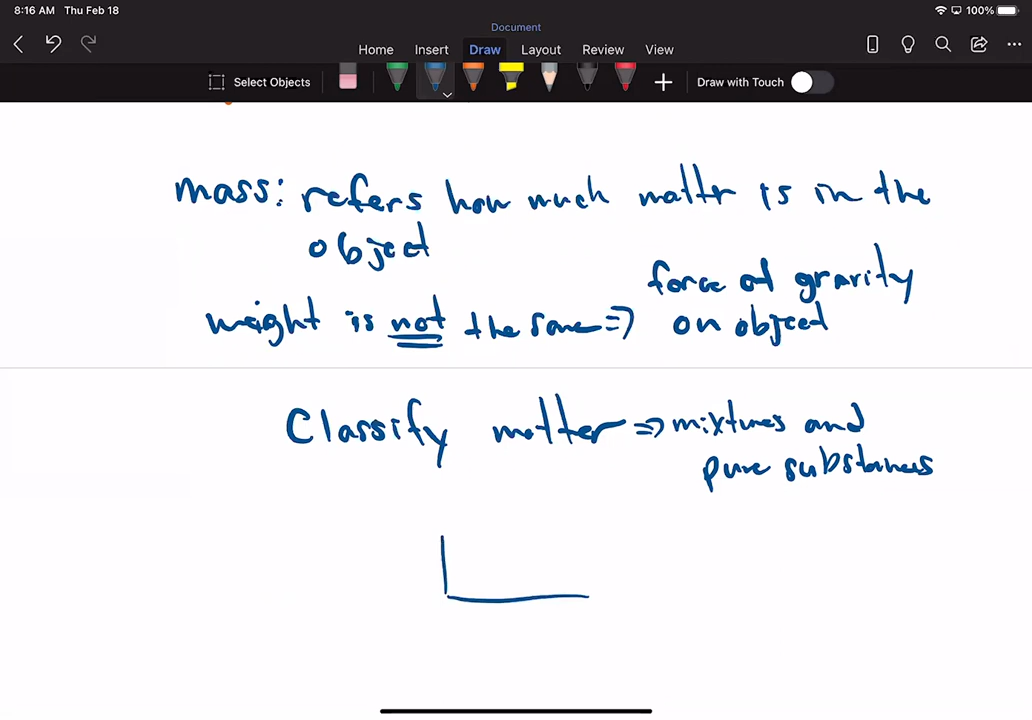 8:16 AM Thu Feb 18
100%
Document
Home Insert Draw Layout Review View
Select Objects
Draw with Touch
mass: refers how much matter is in the
object
force of gravity
weight is not the same => on object
Classify matter => mixtures and
pure substances